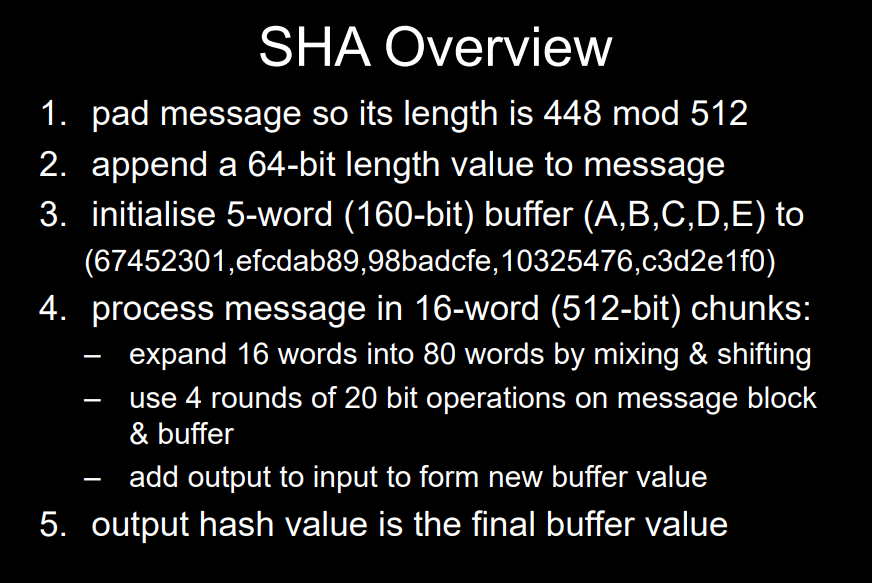 SHA Overview
1. pad message so its length is 448 mod 512
2. append a 64-bit length value to message
3. initialise 5-word (160-bit) buffer (A,B,C,D,E) to
(67452301,efcdab89,98badcfe,10325476,c3d2e1f0)
4. process message in 16-word (512-bit) chunks:
– expand 16 words into 80 words by mixing & shifting
– use 4 rounds of 20 bit operations on message block
& buffer
– add output to input to form new buffer value
5. output hash value is the final buffer value